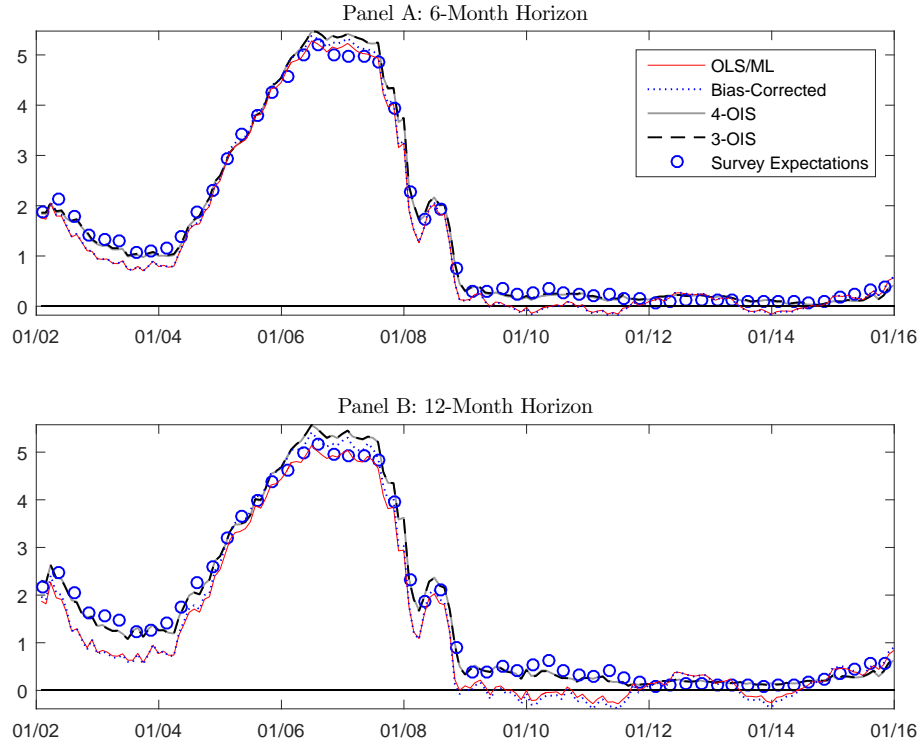 Panel A: 6-Month Horizon
5
4
3
2
1
0
OLS/ML
Bias-Corrected
4-OIS
3-OIS
Survey Expectations
01/02 01/04 01/06 01/08 01/10 01/12 01/14 01/16
Panel B: 12-Month Horizon
5
4
3
2
1
0
01/02 01/04 01/06 01/08 01/10 01/12 01/14 01/16